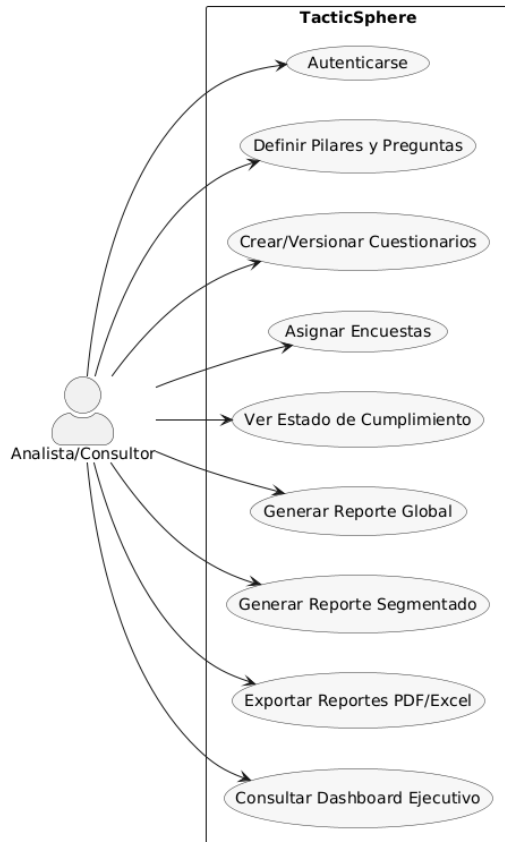 TacticSphere
Autenticarse
Definir Pilares y Preguntas
Crear/Versionar Cuestionarios
Asignar Encuestas
Ver Estado de Cumplimiento
Analista/Consultor
Generar Reporte Global
Generar Reporte Segmentado
Exportar Reportes PDF/Excel
Consultar Dashboard Ejecutivo